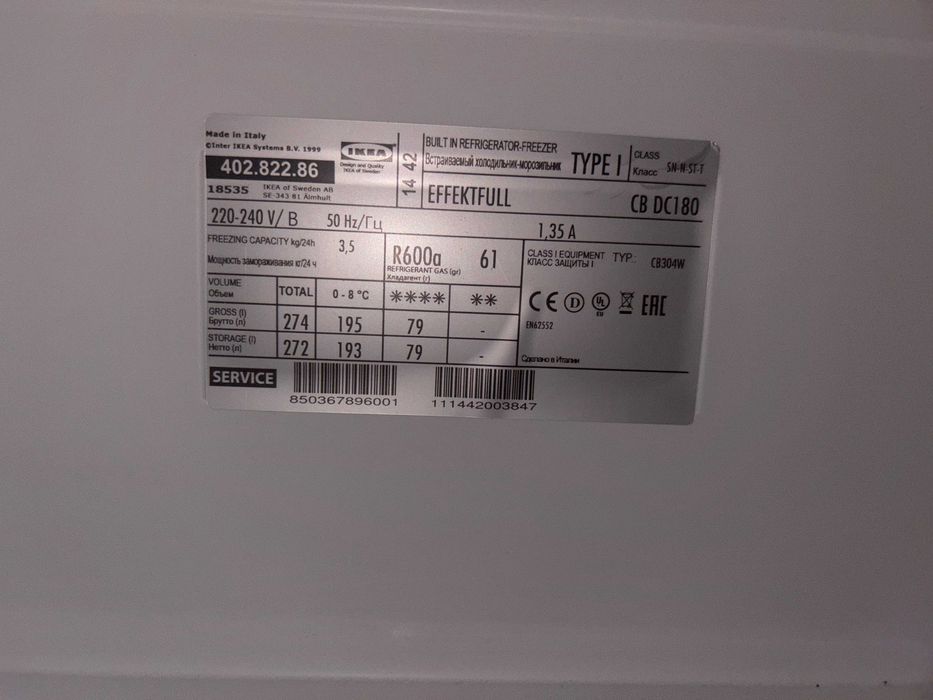 Made in Italy
©Inter IKEA Systems B.V. 1999
402.822.86
18535
IKEA of Sweden AB
SE-343 81 Älmhult
IKEA
Design and Quality
IKEA of Sweden
14 42
BUILT IN REFRIGERATOR-FREEZER
Встраиваемый холодильник-морозильник
TYPE I
CLASS
Класс
SN-N-ST-T
EFFEKTFULL
CB DC180
220-240 V/ В
50 Hz/Гц
1,35 A
FREEZING CAPACITY kg/24h
Мощность замораживания кг/24 ч
3,5
R600a
61
REFRIGERANT GAS (gr)
Хладагент (г)
CLASS I EQUIPMENT
КЛАСС ЗАЩИТЫ I
TYP.:
CB304W
VOLUME
Объем
TOTAL
0 - 8 °C
****
**
GROSS (l)
Брутто (л)
274
195
79
-
STORAGE (l)
Нетто (л)
272
193
79
-
CE
D
UL
EU
EAC
EN62552
Сделано в Италии
SERVICE
850367896001
111442003847